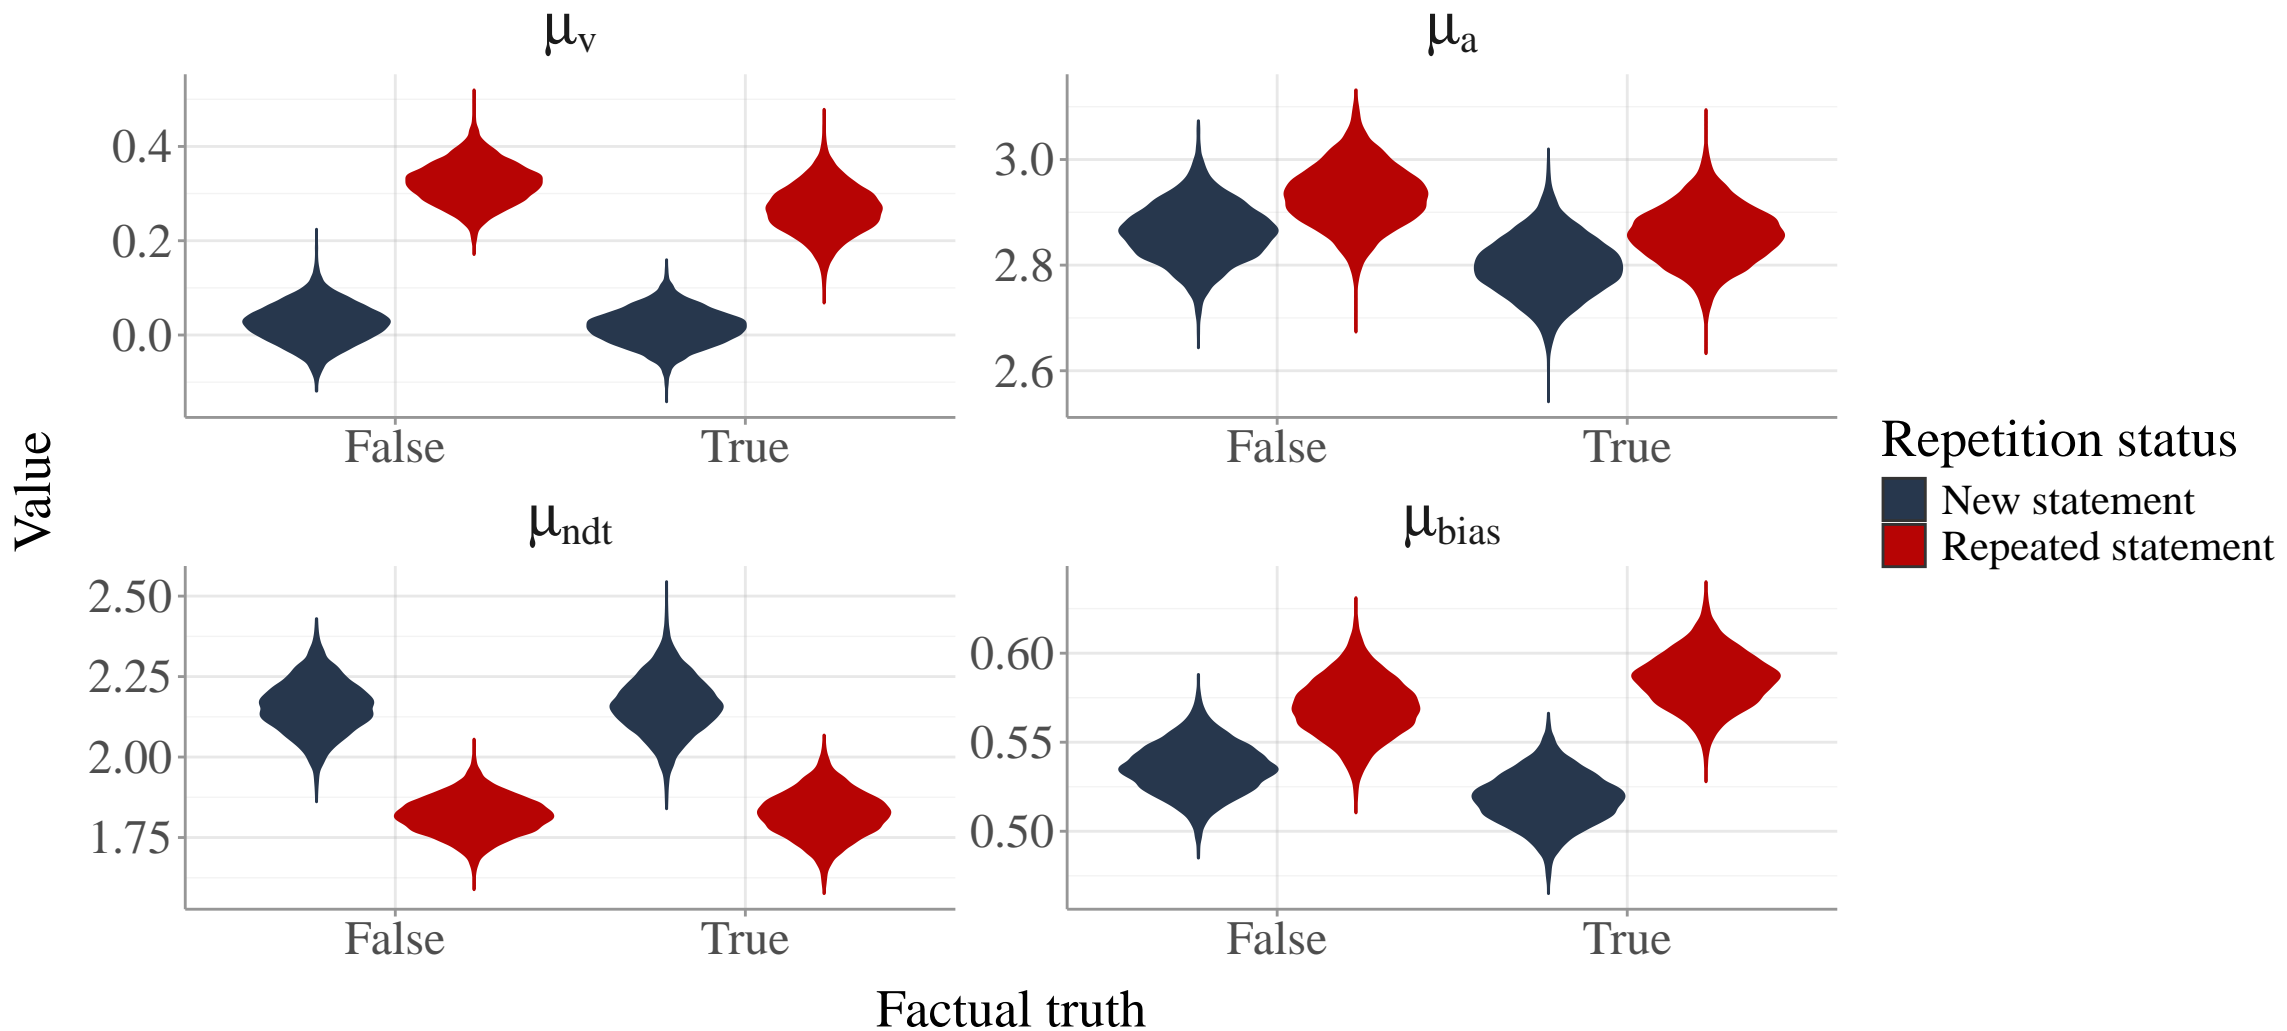 μv
μa
0.4
0.2
0.0
False
True
3.0
2.8
2.6
False
True
Value
Repetition status
New statement
Repeated statement
μndt
μbias
2.50
2.25
2.00
1.75
False
True
0.60
0.55
0.50
False
True
Factual truth